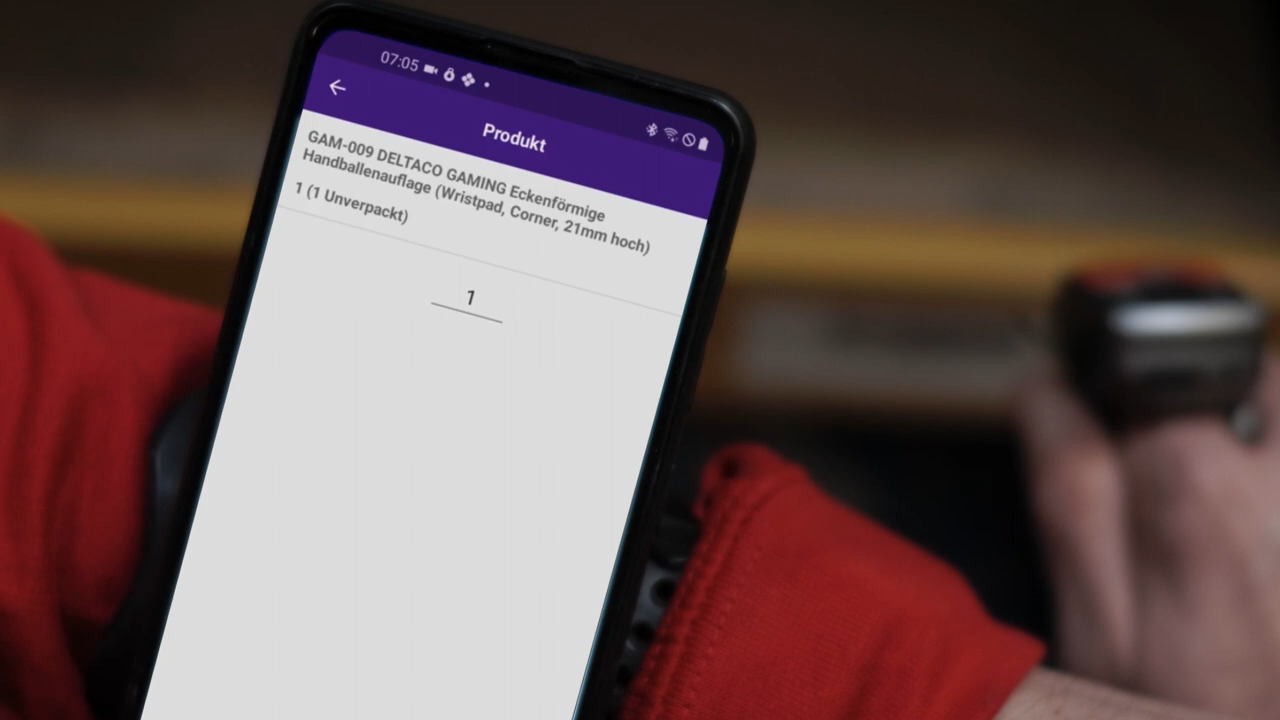 07:05
Produkt
GAM-009 DELTACO GAMING Eckenförmige
Handballenauflage (Wristpad, Corner, 21mm hoch)
1 (1 Unverpackt)
1